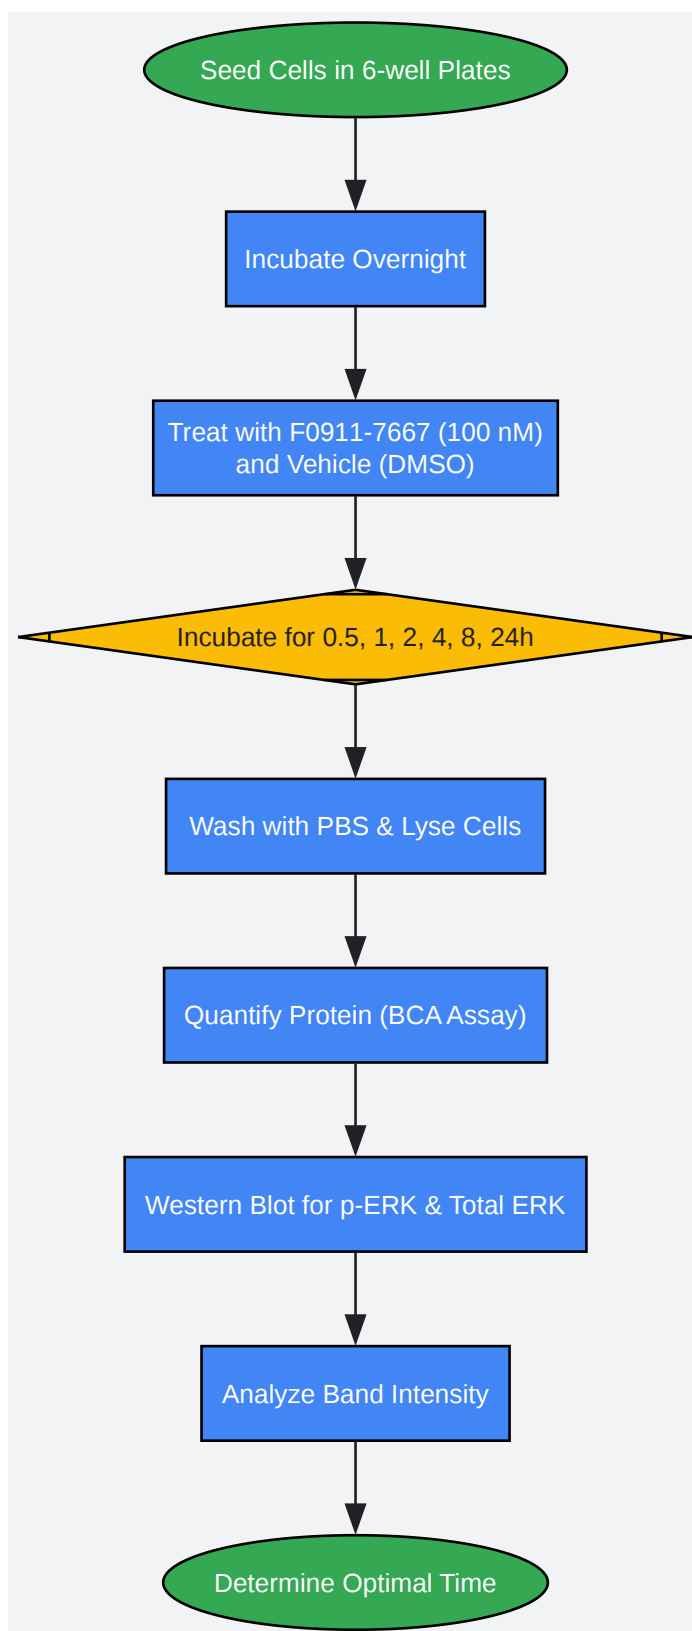 Seed Cells in 6-well Plates
Incubate Overnight
Treat with F0911-7667 (100 nM)
and Vehicle (DMSO)
Incubate for 0.5, 1, 2, 4, 8, 24h
Wash with PBS & Lyse Cells
Quantify Protein (BCA Assay)
Western Blot for p-ERK & Total ERK
Analyze Band Intensity
Determine Optimal Time